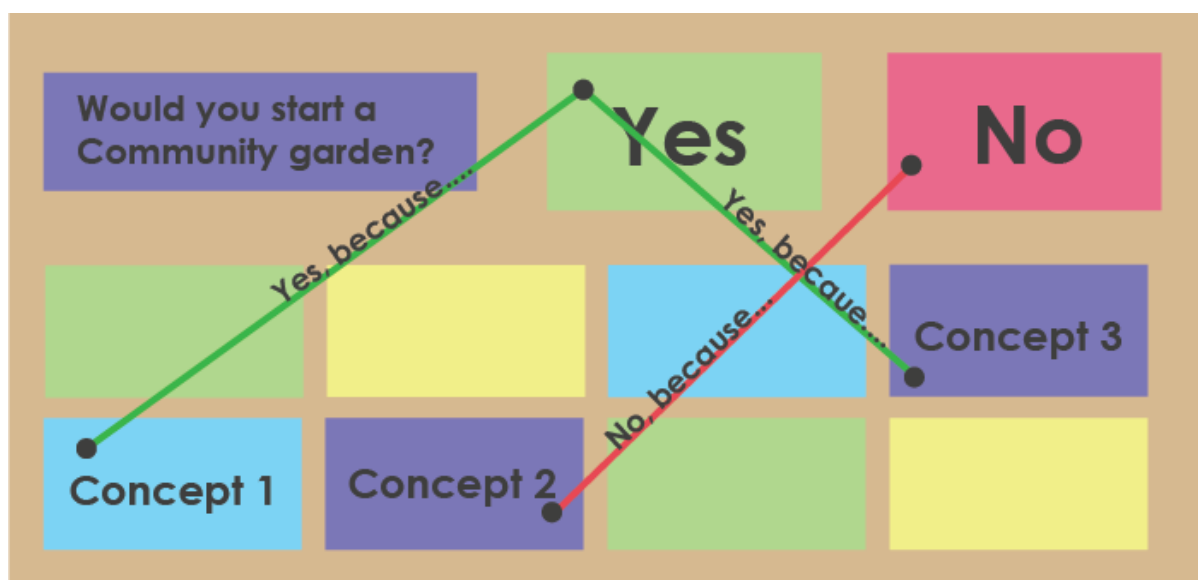 Would you start a
Community garden?
Yes
No
Yes, because....
Yes, becaue....
No, because...
Concept 3
Concept 1
Concept 2